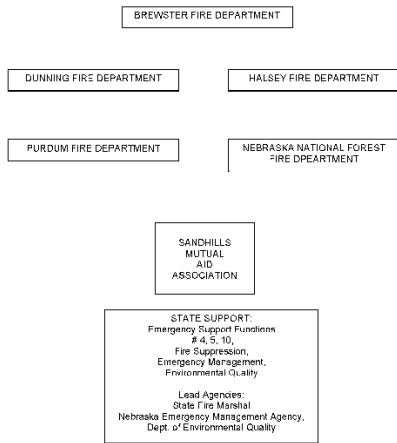 BREWSTER FIRE DEPARTMENT
DUNNING FIRE DEPARTMENT
HALSEY FIRE DEPARTMENT
PURDUM FIRE DEPARTMENT
NEBRASKA NATIONAL FOREST
FIRE DPEARTMENT
SANDHILLS
MUTUAL
AID
ASSOCIATION
STATE SUPPORT:
Emergency Support Functions
# 4, 5, 10,
Fire Suppression,
Emergency Management,
Environmental Quality
Lead Agencies:
State Fire Marshal
Nebraska Emergency Management Agency,
Dept. of Environmental Quality